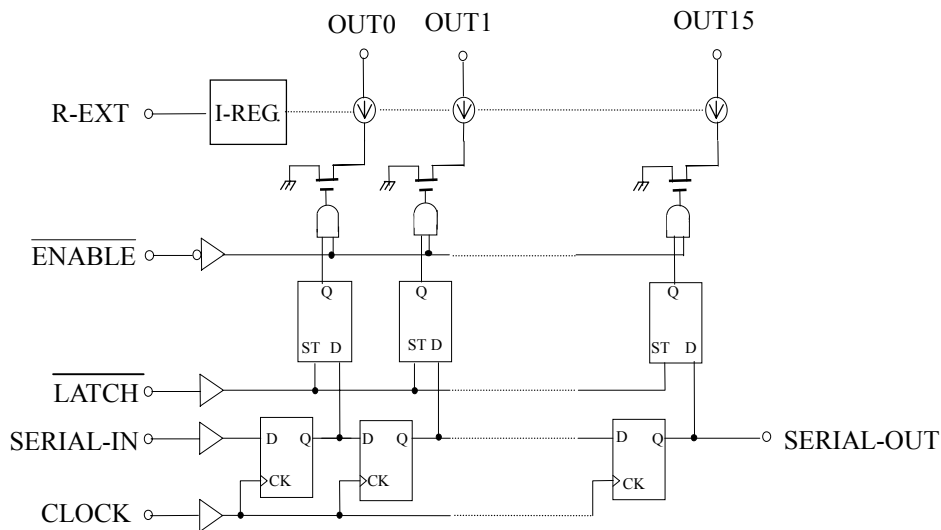 OUT0 OUT1 OUT15
R-EXT I-REG.
ENABLE
Q Q Q
ST D ST D ST D
LATCH
SERIAL-IN D Q D Q D Q SERIAL-OUT
CK CK CK
CLOCK